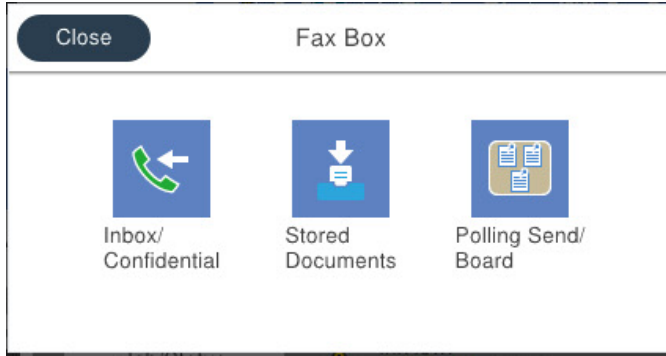 Close
Fax Box
Inbox/
Confidential
Stored
Documents
Polling Send/
Board